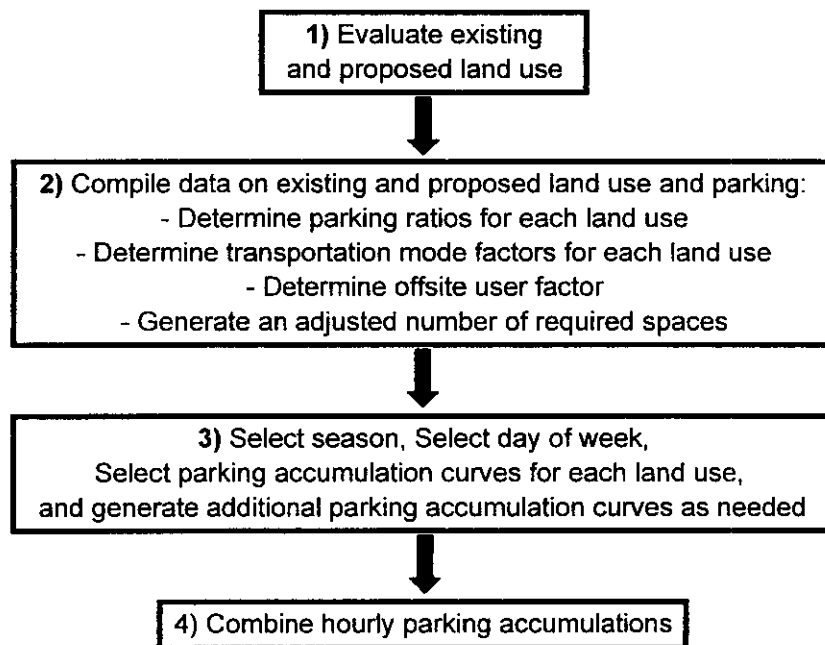 1) Evaluate existing
and proposed land use
2) Compile data on existing and proposed land use and parking:
- Determine parking ratios for each land use
- Determine transportation mode factors for each land use
- Determine offsite user factor
- Generate an adjusted number of required spaces
3) Select season, Select day of week,
Select parking accumulation curves for each land use,
and generate additional parking accumulation curves as needed
4) Combine hourly parking accumulations